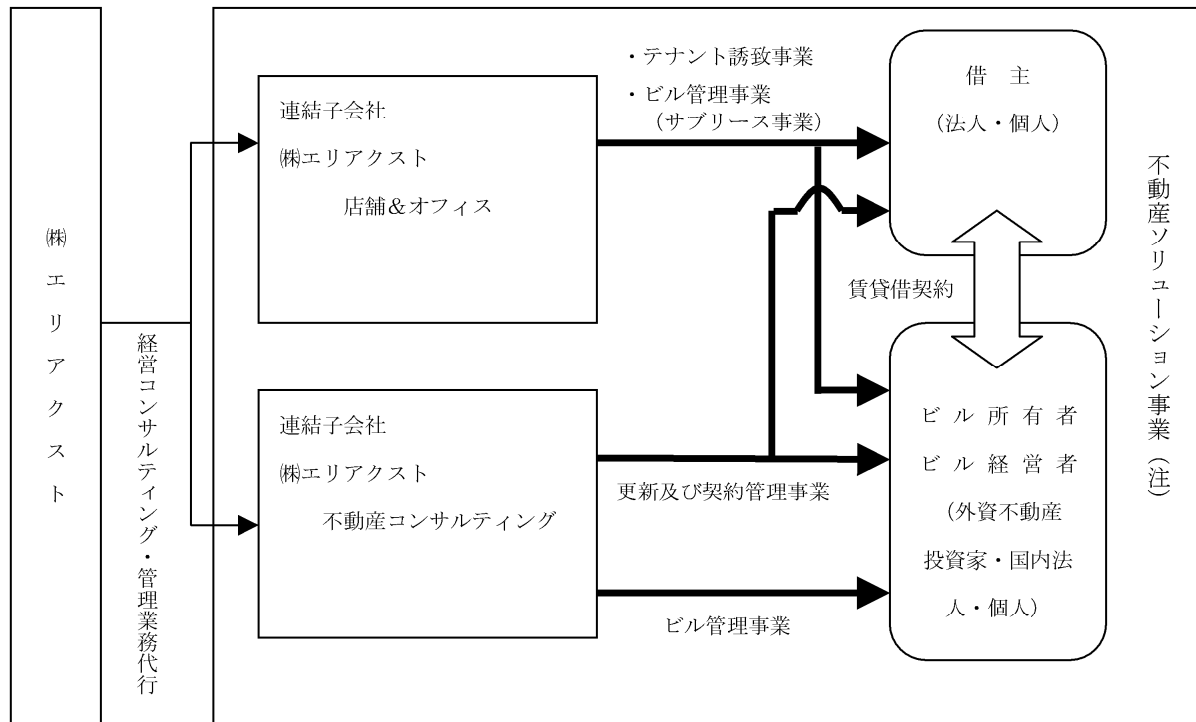 ㈱エリアクスト
経営コンサルティング・管理業務代行
連結子会社
㈱エリアクスト
店舗＆オフィス
・テナント誘致事業
・ビル管理事業
（サブリース事業）
借　主
（法人・個人）
賃貸借契約
連結子会社
㈱エリアクスト
不動産コンサルティング
更新及び契約管理事業
ビル管理事業
ビ ル 所 有 者
ビ ル 経 営 者
（外資不動産
投資家・国内法
人・個人）
不動産ソリューション事業（注）